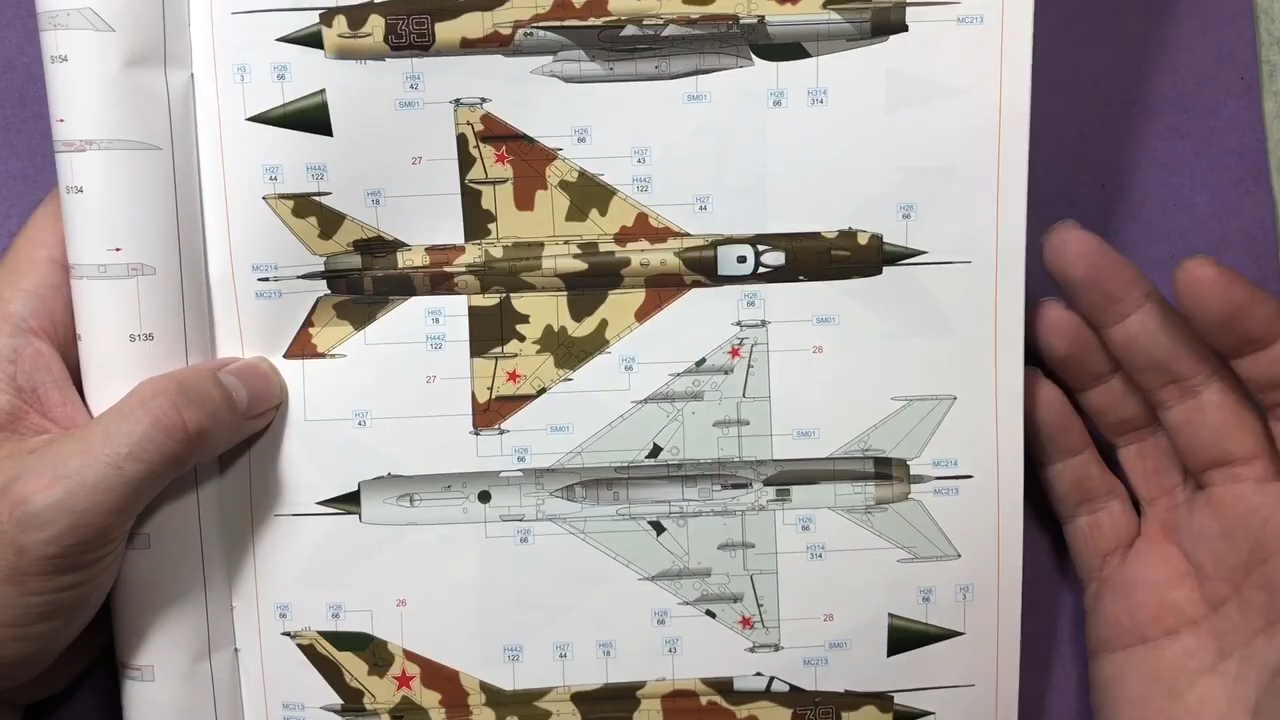 S154
S134
S135
39
MC213
H3
3
H26
66
H84
42
SM01
SM01
H26
66
H314
314
27
H26
66
H37
43
H442
122
H27
44
H27
44
H442
122
H65
18
H26
66
MC214
MC213
H65
18
H442
122
27
H37
43
SM01
H26
66
H26
66
H26
66
SM01
28
SM01
MC214
MC213
H26
66
H26
66
H314
314
H26
66
28
SM01
H26
66
H3
3
H26
66
H26
66
26
H442
122
H27
44
H65
18
H37
43
MC213
MC213
39